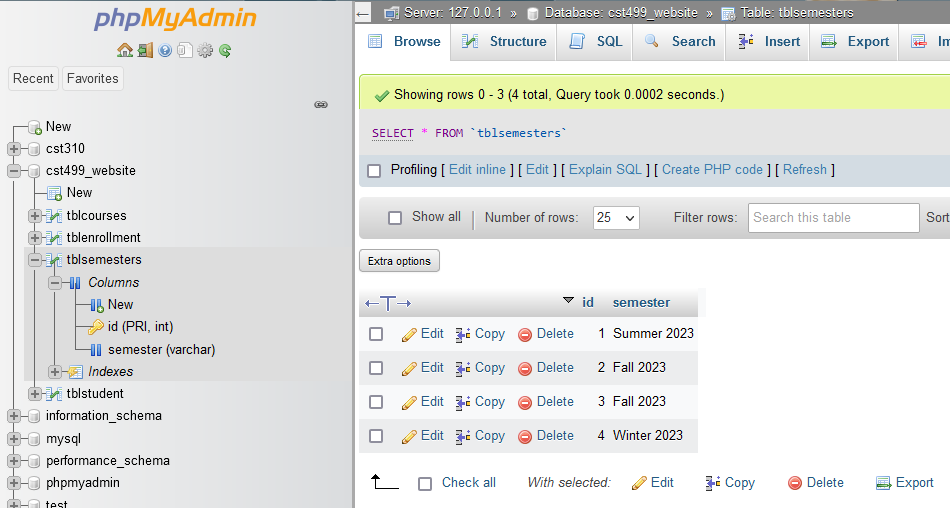 phpMyAdmin
Recent Favorites
New
cst310
cst499_website
New
tblcourses
tblenrollment
tblsemesters
Columns
New
id (PRI, int)
semester (varchar)
Indexes
tblstudent
information_schema
mysql
performance_schema
phpmyadmin
test
Server: 127.0.0.1 » Database: cst499_website » Table: tblsemesters
Browse Structure SQL Search Insert Export Im
Showing rows 0 - 3 (4 total, Query took 0.0002 seconds.)
SELECT * FROM `tblsemesters`
Profiling [ Edit inline ] [ Edit ] [ Explain SQL ] [ Create PHP code ] [ Refresh ]
Show all Number of rows: 25 Filter rows: Search this table Sort
Extra options
←T→ id semester
Edit Copy Delete 1 Summer 2023
Edit Copy Delete 2 Fall 2023
Edit Copy Delete 3 Fall 2023
Edit Copy Delete 4 Winter 2023
Check all With selected: Edit Copy Delete Export